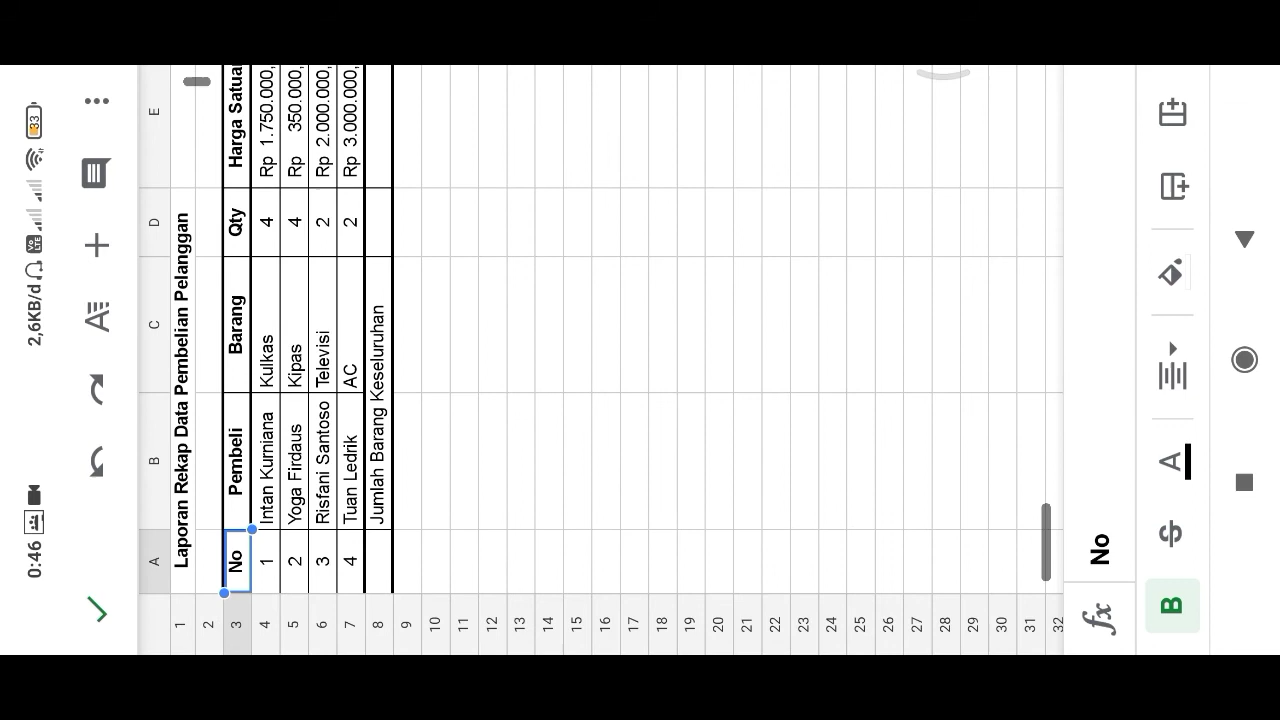 0:46 2,6KB/d Vo LTE 33
A B C D E
1 Laporan Rekap Data Pembelian Pelanggan
2
3 No Pembeli Barang Qty Harga Satua
4 1 Intan Kurniana Kulkas 4 Rp 1.750.000,
5 2 Yoga Firdaus Kipas 4 Rp 350.000,
6 3 Risfani Santoso Televisi 2 Rp 2.000.000,
7 4 Tuan Ledrik AC 2 Rp 3.000.000,
8 Jumlah Barang Keseluruhan
9
10
11
12
13
14
15
16
17
18
19
20
21
22
23
24
25
26
27
28
29
30
31
32
fx No
B S A